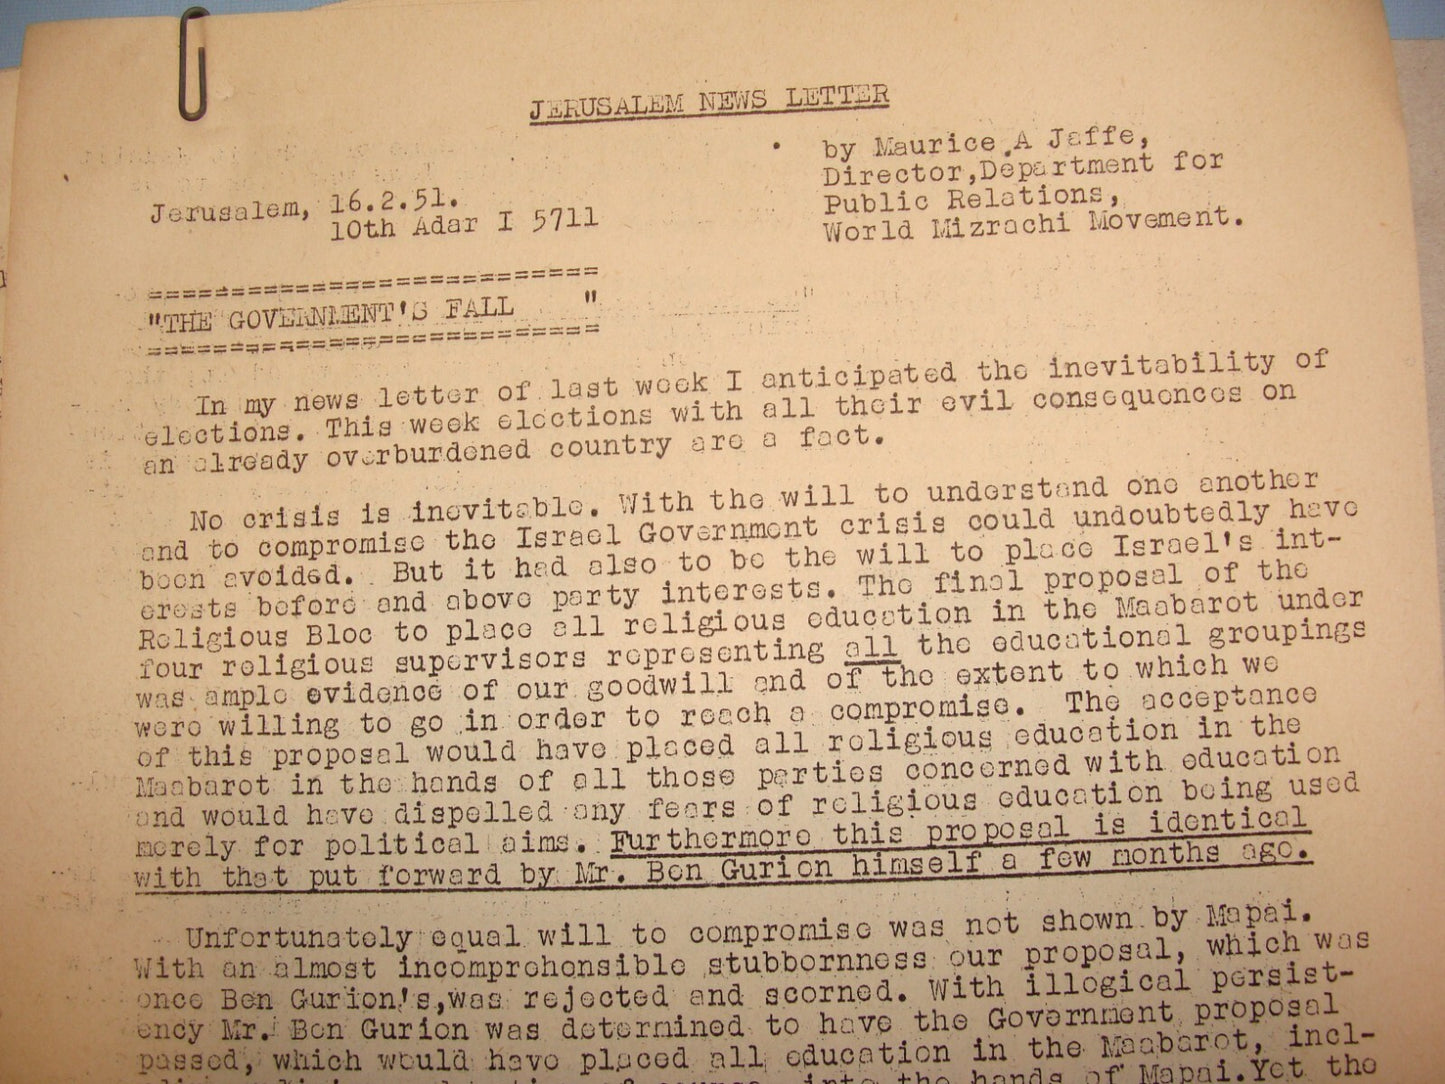 JERUSALEM NEWS LETTER
by Maurice A Jaffe,
Director,Department for
Public Relations,
World Mizrachi Movement.
Jerusalem, 16.2.51.
10th Adar I 5711
============================
"THE GOVERNMENT'S FALL "
============================
In my news letter of last week I anticipated the inevitability of
elections. This week elections with all their evil consequences on
an already overburdened country are a fact.
No crisis is inevitable. With the will to understand one another
and to compromise the Israel Government crisis could undoubtedly have
been avoided. But it had also to be the will to place Israel's int-
erests before and above party interests. The final proposal of the
Religious Bloc to place all religious education in the Maabarot under
four religious supervisors representing all the educational groupings
was ample evidence of our goodwill and of the extent to which we
were willing to go in order to reach a compromise. The acceptance
of this proposal would have placed all religious education in the
Maabarot in the hands of all those parties concerned with education
and would have dispelled any fears of religious education being used
merely for political aims. Furthermore this proposal is identical
with that put forward by Mr. Ben Gurion himself a few months ago.
Unfortunately equal will to compromise was not shown by Mapai.
With an almost incomprehensible stubbornness our proposal, which was
once Ben Gurion's,was rejected and scorned. With illogical persist-
ency Mr. Ben Gurion was determined to have the Government proposal
passed, which would have placed all education in the Maabarot, incl-
of course, into the hands of Mapai.Yet the